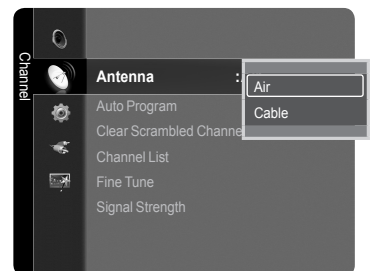 Channel
Antenna :
Air
Cable
Auto Program
Clear Scrambled Channe
Channel List
Fine Tune
Signal Strength